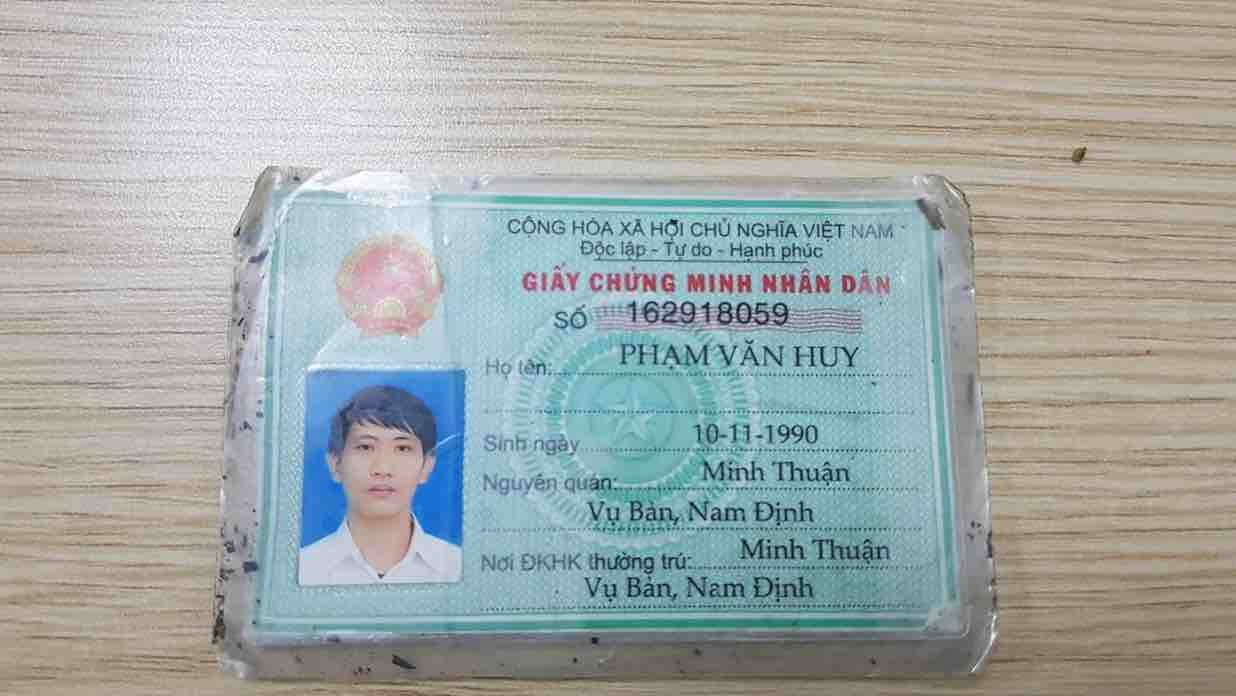 CỘNG HÒA XÃ HỘI CHỦ NGHĨA VIỆT NAM
Độc lập - Tự do - Hạnh phúc
GIẤY CHỨNG MINH NHÂN DÂN
SỐ 162918059
Họ tên: PHẠM VĂN HUY
Sinh ngày 10-11-1990
Nguyên quán: Minh Thuận
Vụ Bản, Nam Định
Nơi ĐKHK thường trú: Minh Thuận
Vụ Bản, Nam Định